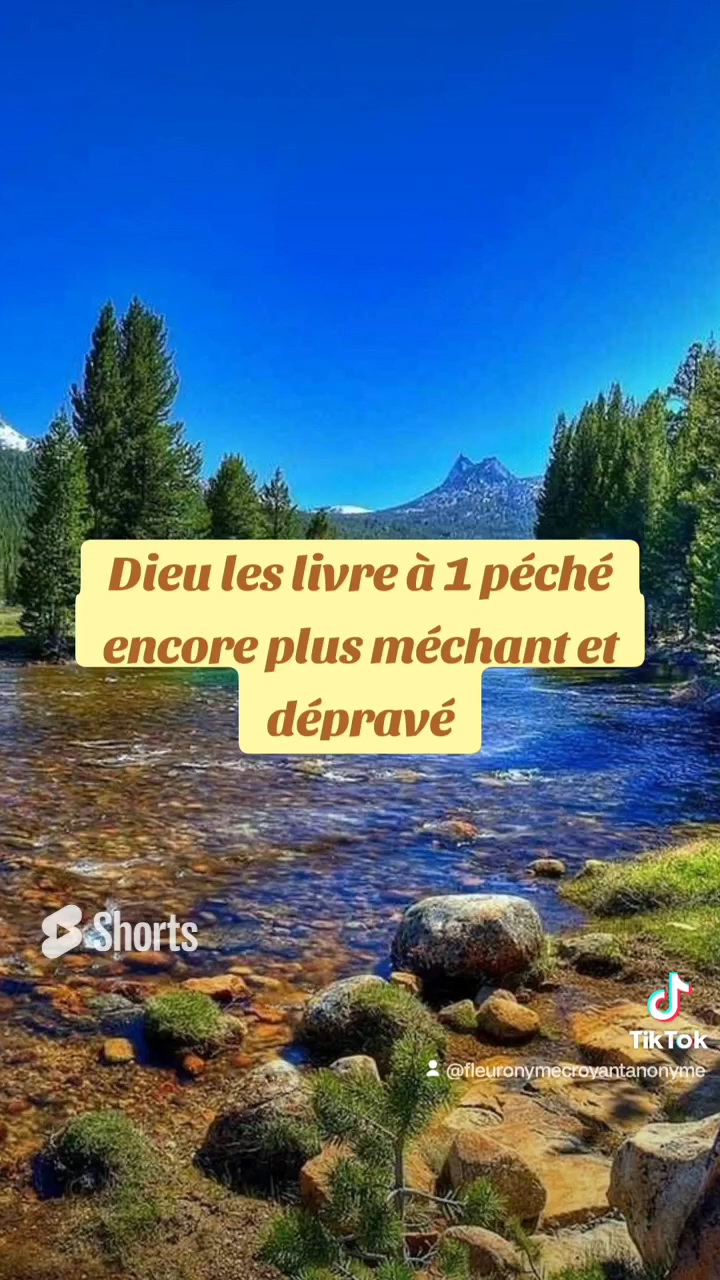 Dieu les livre à 1 péché
encore plus méchant et
dépravé
Shorts
TikTok
@fleuronymecroyantanonyme